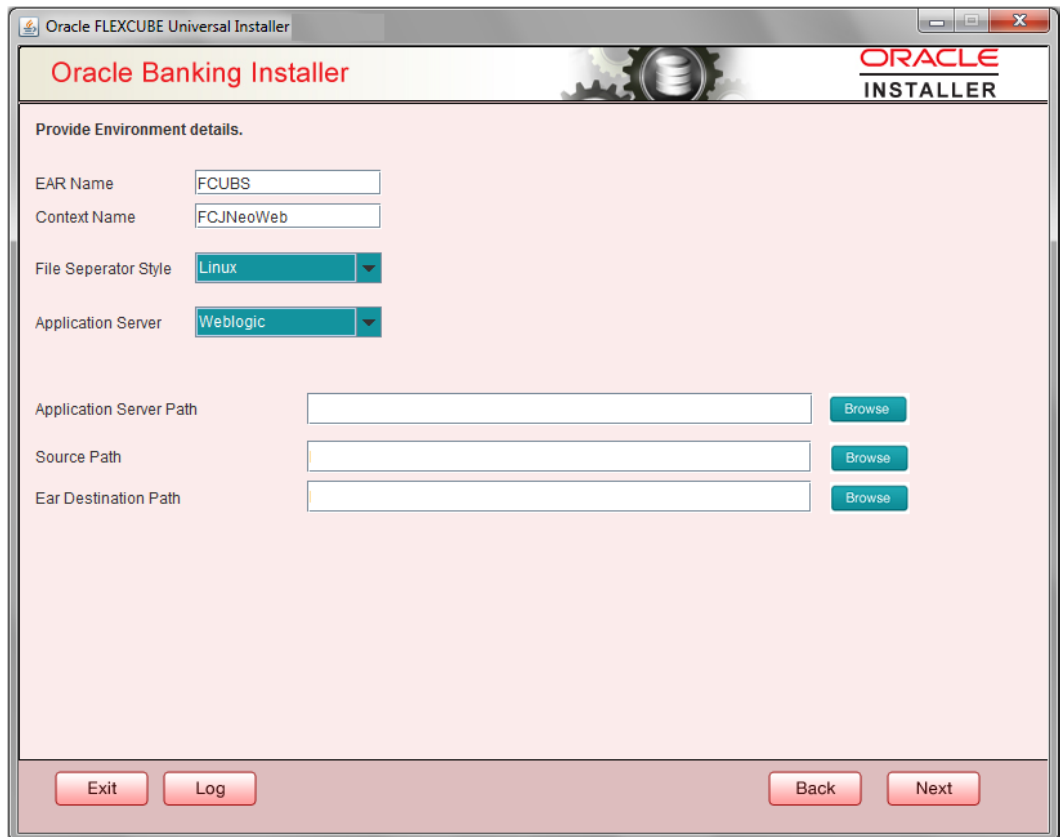 Oracle FLEXCUBE Universal Installer
Oracle Banking Installer
ORACLE
INSTALLER
Provide Environment details.
EAR Name FCUBS
Context Name FCJNeoWeb
File Seperator Style Linux
Application Server Weblogic
Application Server Path Browse
Source Path Browse
Ear Destination Path Browse
Exit Log Back Next